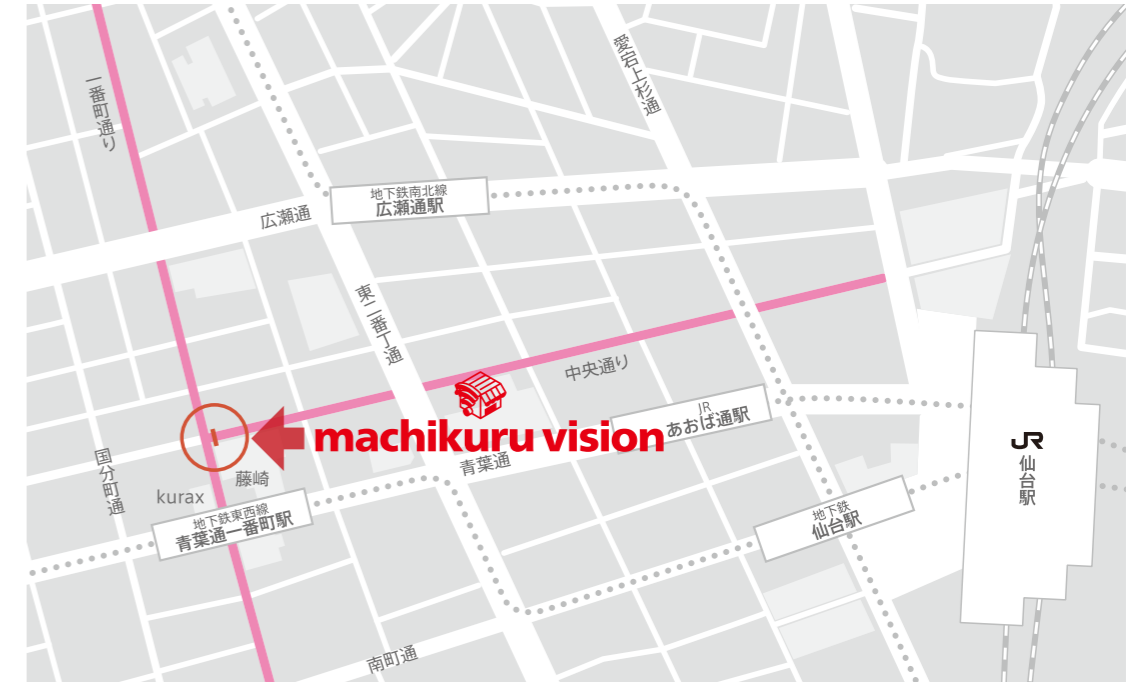 愛宕上杉通
一番町通り
地下鉄南北線
広瀬通駅
広瀬通
東二番丁通
中央通り
JR
あおば通駅
machikuru vision
青葉通
JR
仙台駅
国分町通
藤崎
kurax
地下鉄東西線
青葉通一番町駅
地下鉄
仙台駅
南町通